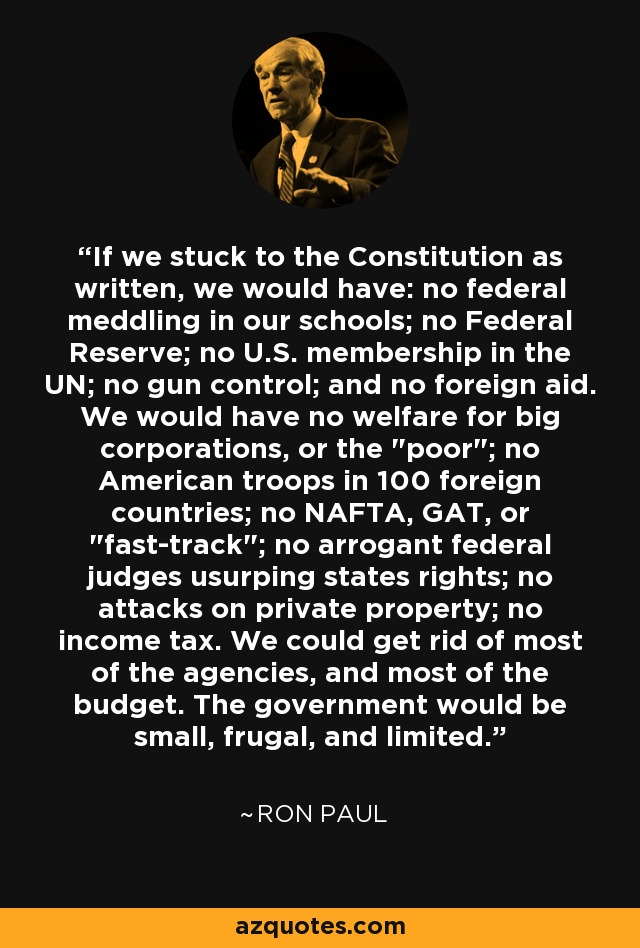 “If we stuck to the Constitution as
written, we would have: no federal
meddling in our schools; no Federal
Reserve; no U.S. membership in the
UN; no gun control; and no foreign aid.
We would have no welfare for big
corporations, or the "poor"; no
American troops in 100 foreign
countries; no NAFTA, GAT, or
"fast-track"; no arrogant federal
judges usurping states rights; no
attacks on private property; no
income tax. We could get rid of most
of the agencies, and most of the
budget. The government would be
small, frugal, and limited.”
~RON PAUL
azquotes.com